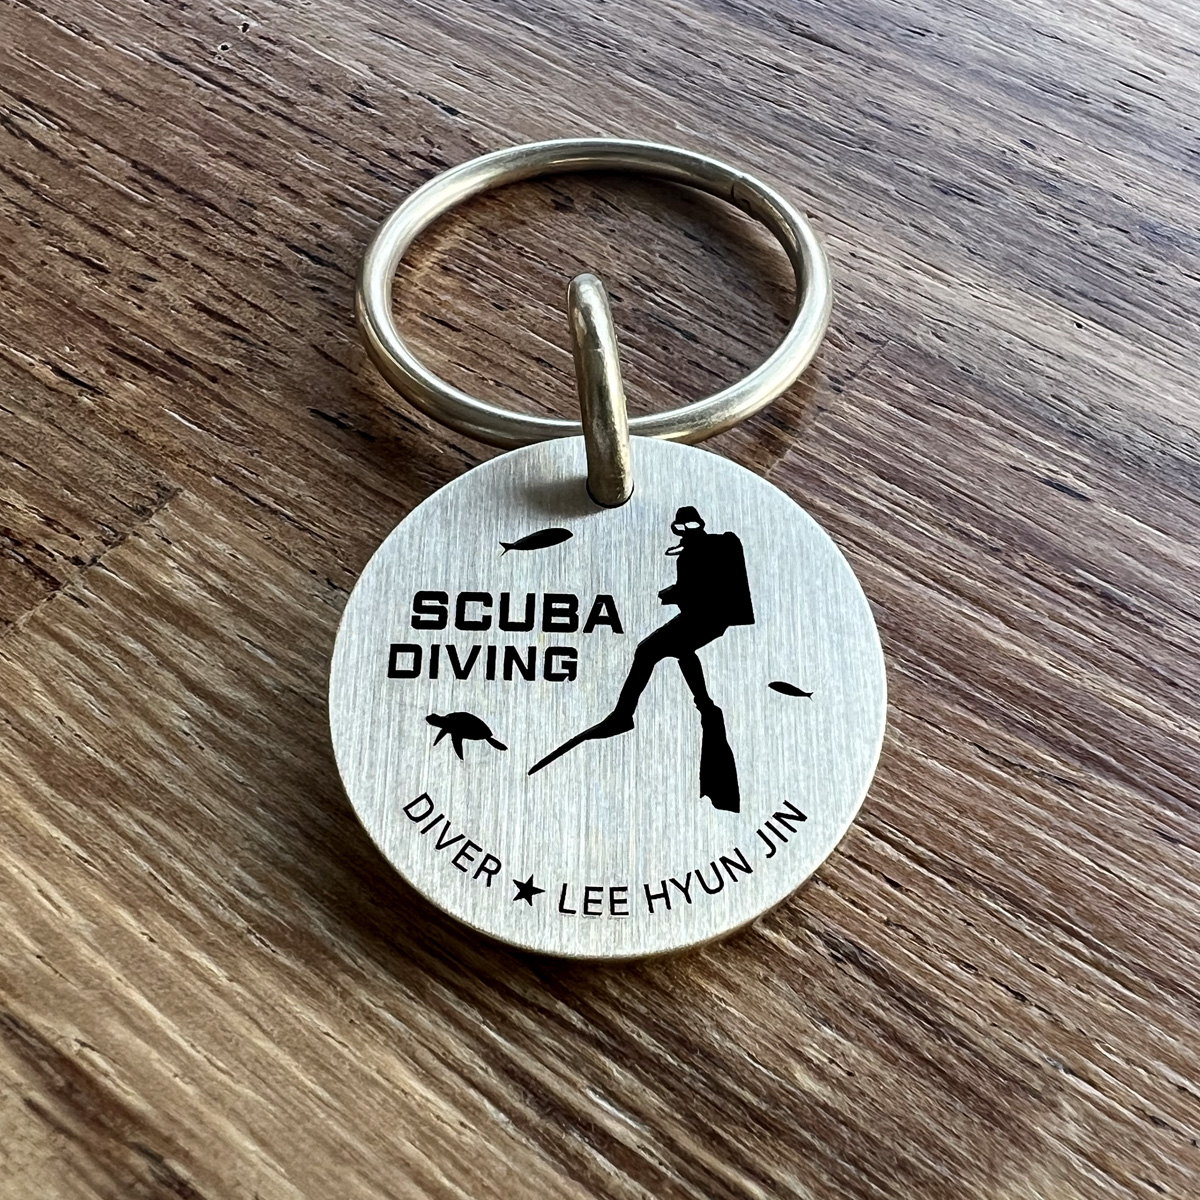 SCUBA
DIVING
DIVER ★ LEE HYUN JIN